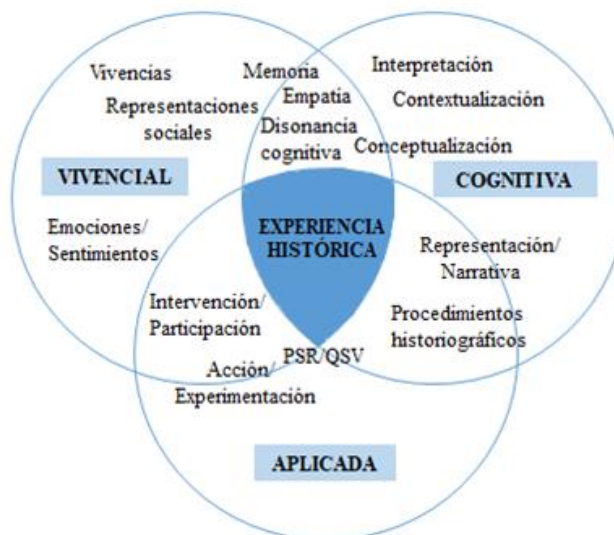 Vivencias
Representaciones
sociales
VIVENCIAL
Emociones/
Sentimientos
Memoria
Empatía
Disonancia
cognitiva
Interpretación
Contextualización
Conceptualización
COGNITIVA
EXPERIENCIA
HISTÓRICA
Representación/
Narrativa
Procedimientos
historiográficos
Intervención/
Participación
PSR/QSV
Acción/
Experimentación
APLICADA